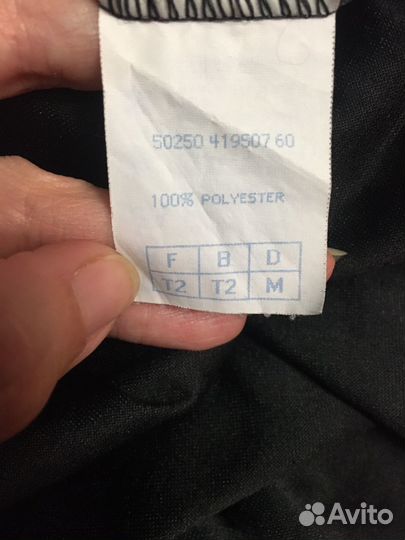 50250 419507 60
100% POLYESTER
F B D
T2 T2 M
Avito